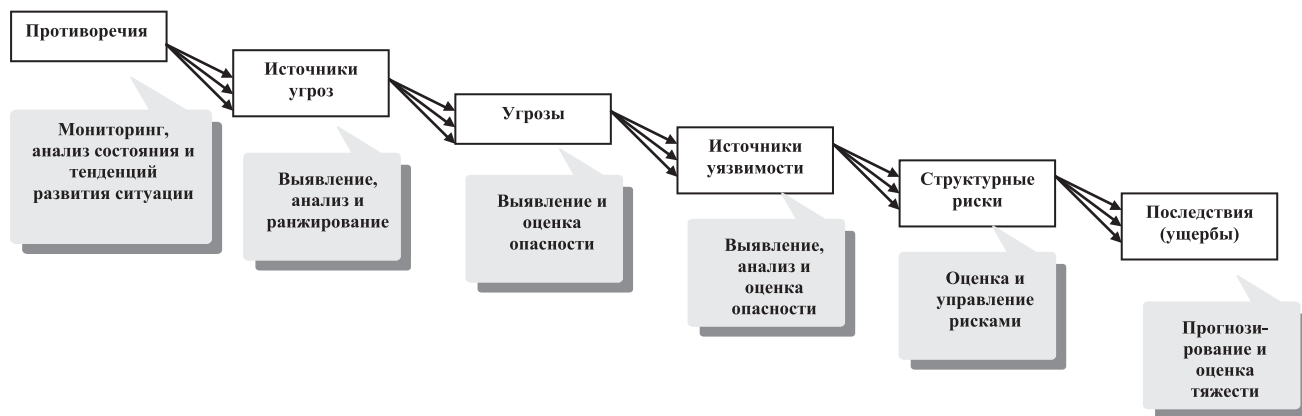 Противоречия
Мониторинг,
анализ состояния и
тенденций
развития ситуации
Источники
угроз
Выявление,
анализ и
ранжирование
Угрозы
Выявление и
оценка
опасности
Источники
уязвимости
Выявление,
анализ и
оценка
опасности
Структурные
риски
Оценка и
управление
рисками
Последствия
(ущербы)
Прогнози-
рование и
оценка
тяжести